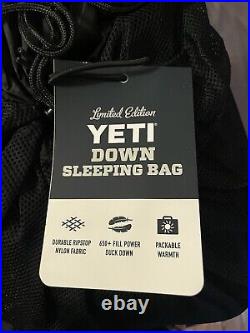 Limited Edition
YETI®
DOWN
SLEEPING BAG
DURABLE RIPSTOP
NYLON FABRIC
650+ FILL POWER
DUCK DOWN
PACKABLE
WARMTH